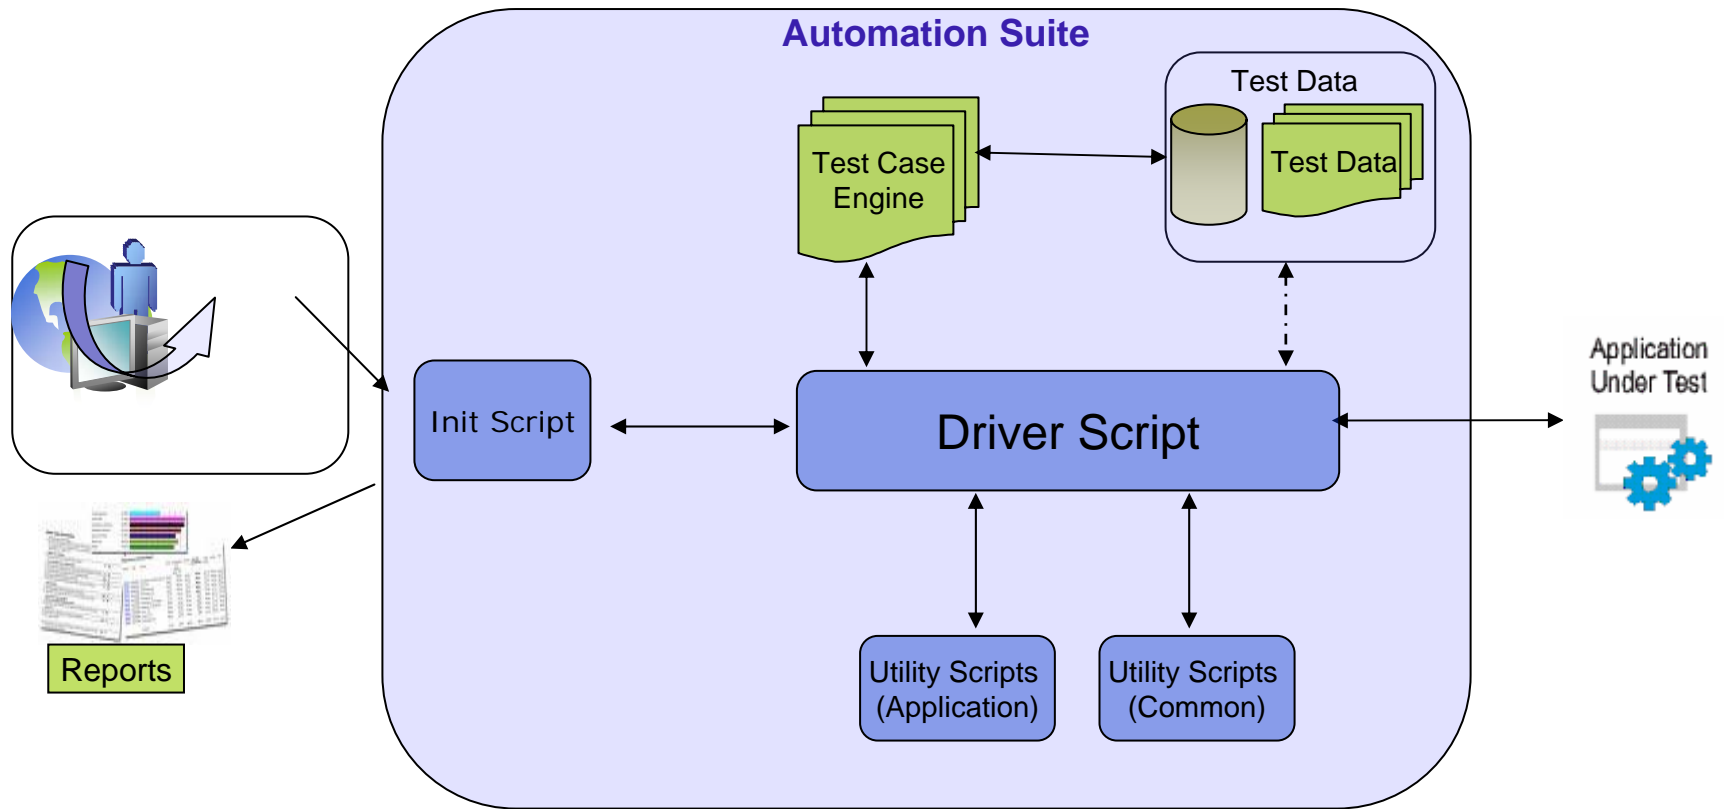 Automation Suite
Test Data
Test Case
Engine
Test Data
Application
Under Test
Init Script
Driver Script
Reports
Utility Scripts
(Application)
Utility Scripts
(Common)